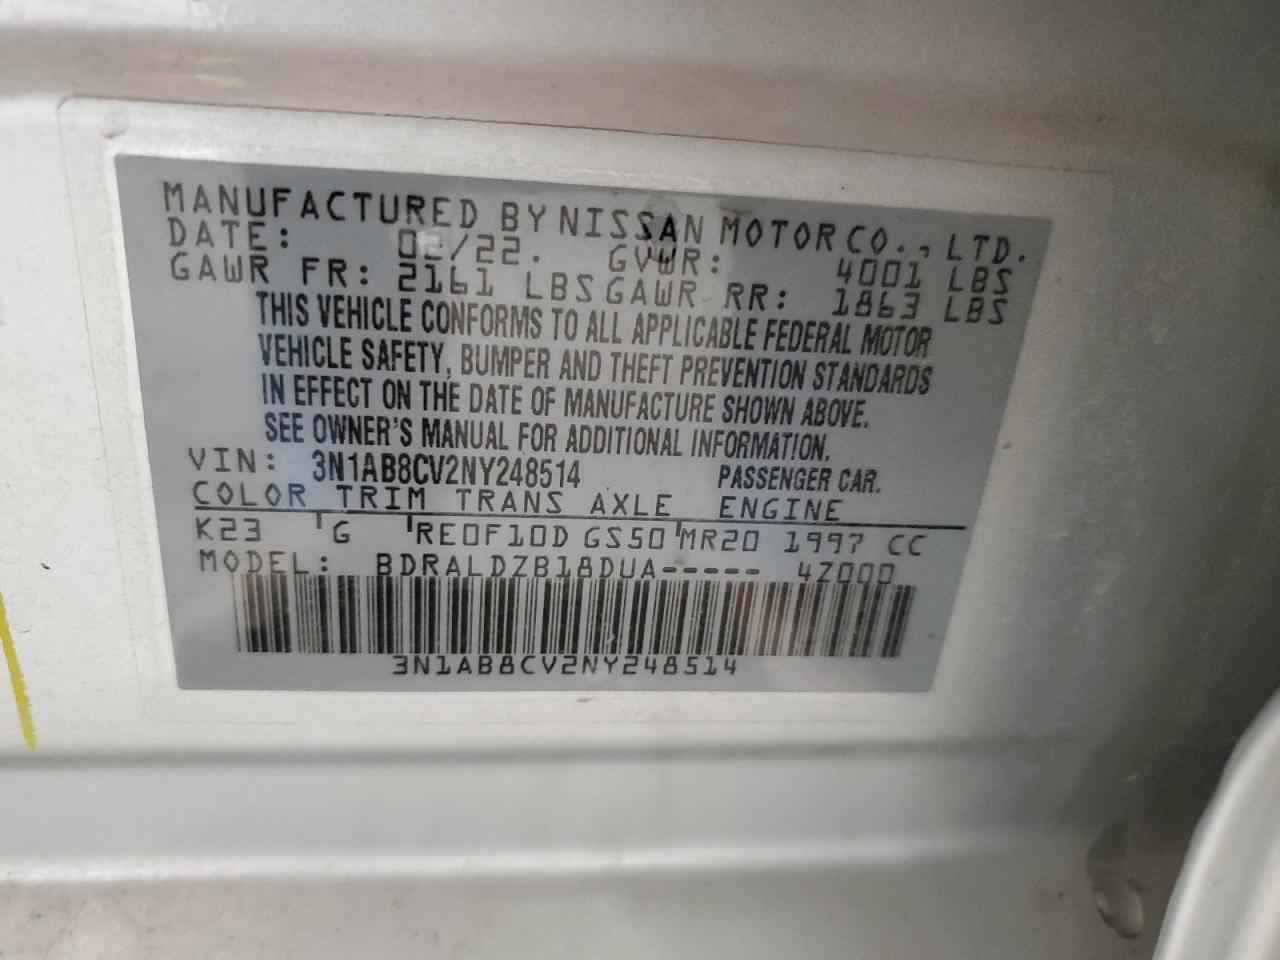 MANUFACTURED BY NISSAN MOTOR CO., LTD.
DATE: 02/22. GVWR: 4001 LBS
GAWR FR: 2161 LBS GAWR RR: 1863 LBS
THIS VEHICLE CONFORMS TO ALL APPLICABLE FEDERAL MOTOR
VEHICLE SAFETY, BUMPER AND THEFT PREVENTION STANDARDS
IN EFFECT ON THE DATE OF MANUFACTURE SHOWN ABOVE.
SEE OWNER'S MANUAL FOR ADDITIONAL INFORMATION.
VIN: 3N1AB8CV2NY248514 PASSENGER CAR.
COLOR TRIM TRANS AXLE ENGINE
K23 G RE0F10D GS50 MR20 1997 CC
MODEL: BDRALDZB18DUA----- 4Z000
3N1AB8CV2NY248514